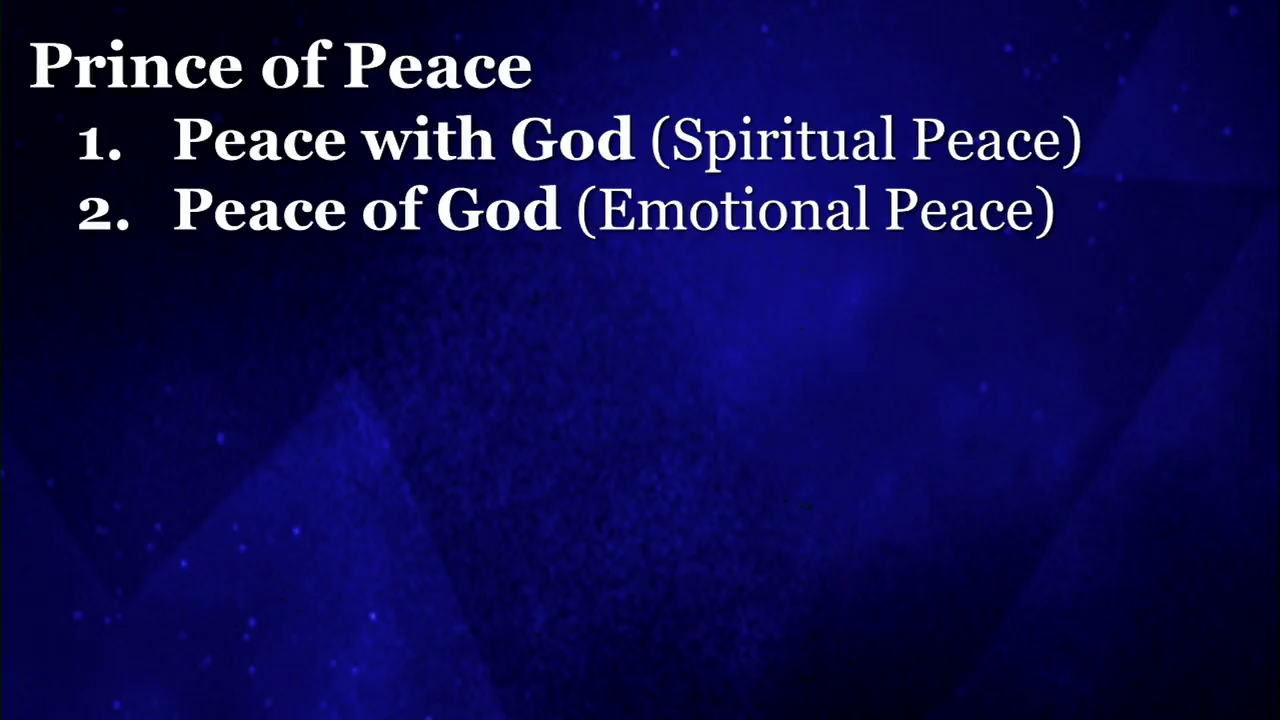 Prince of Peace
1. Peace with God (Spiritual Peace)
2. Peace of God (Emotional Peace)